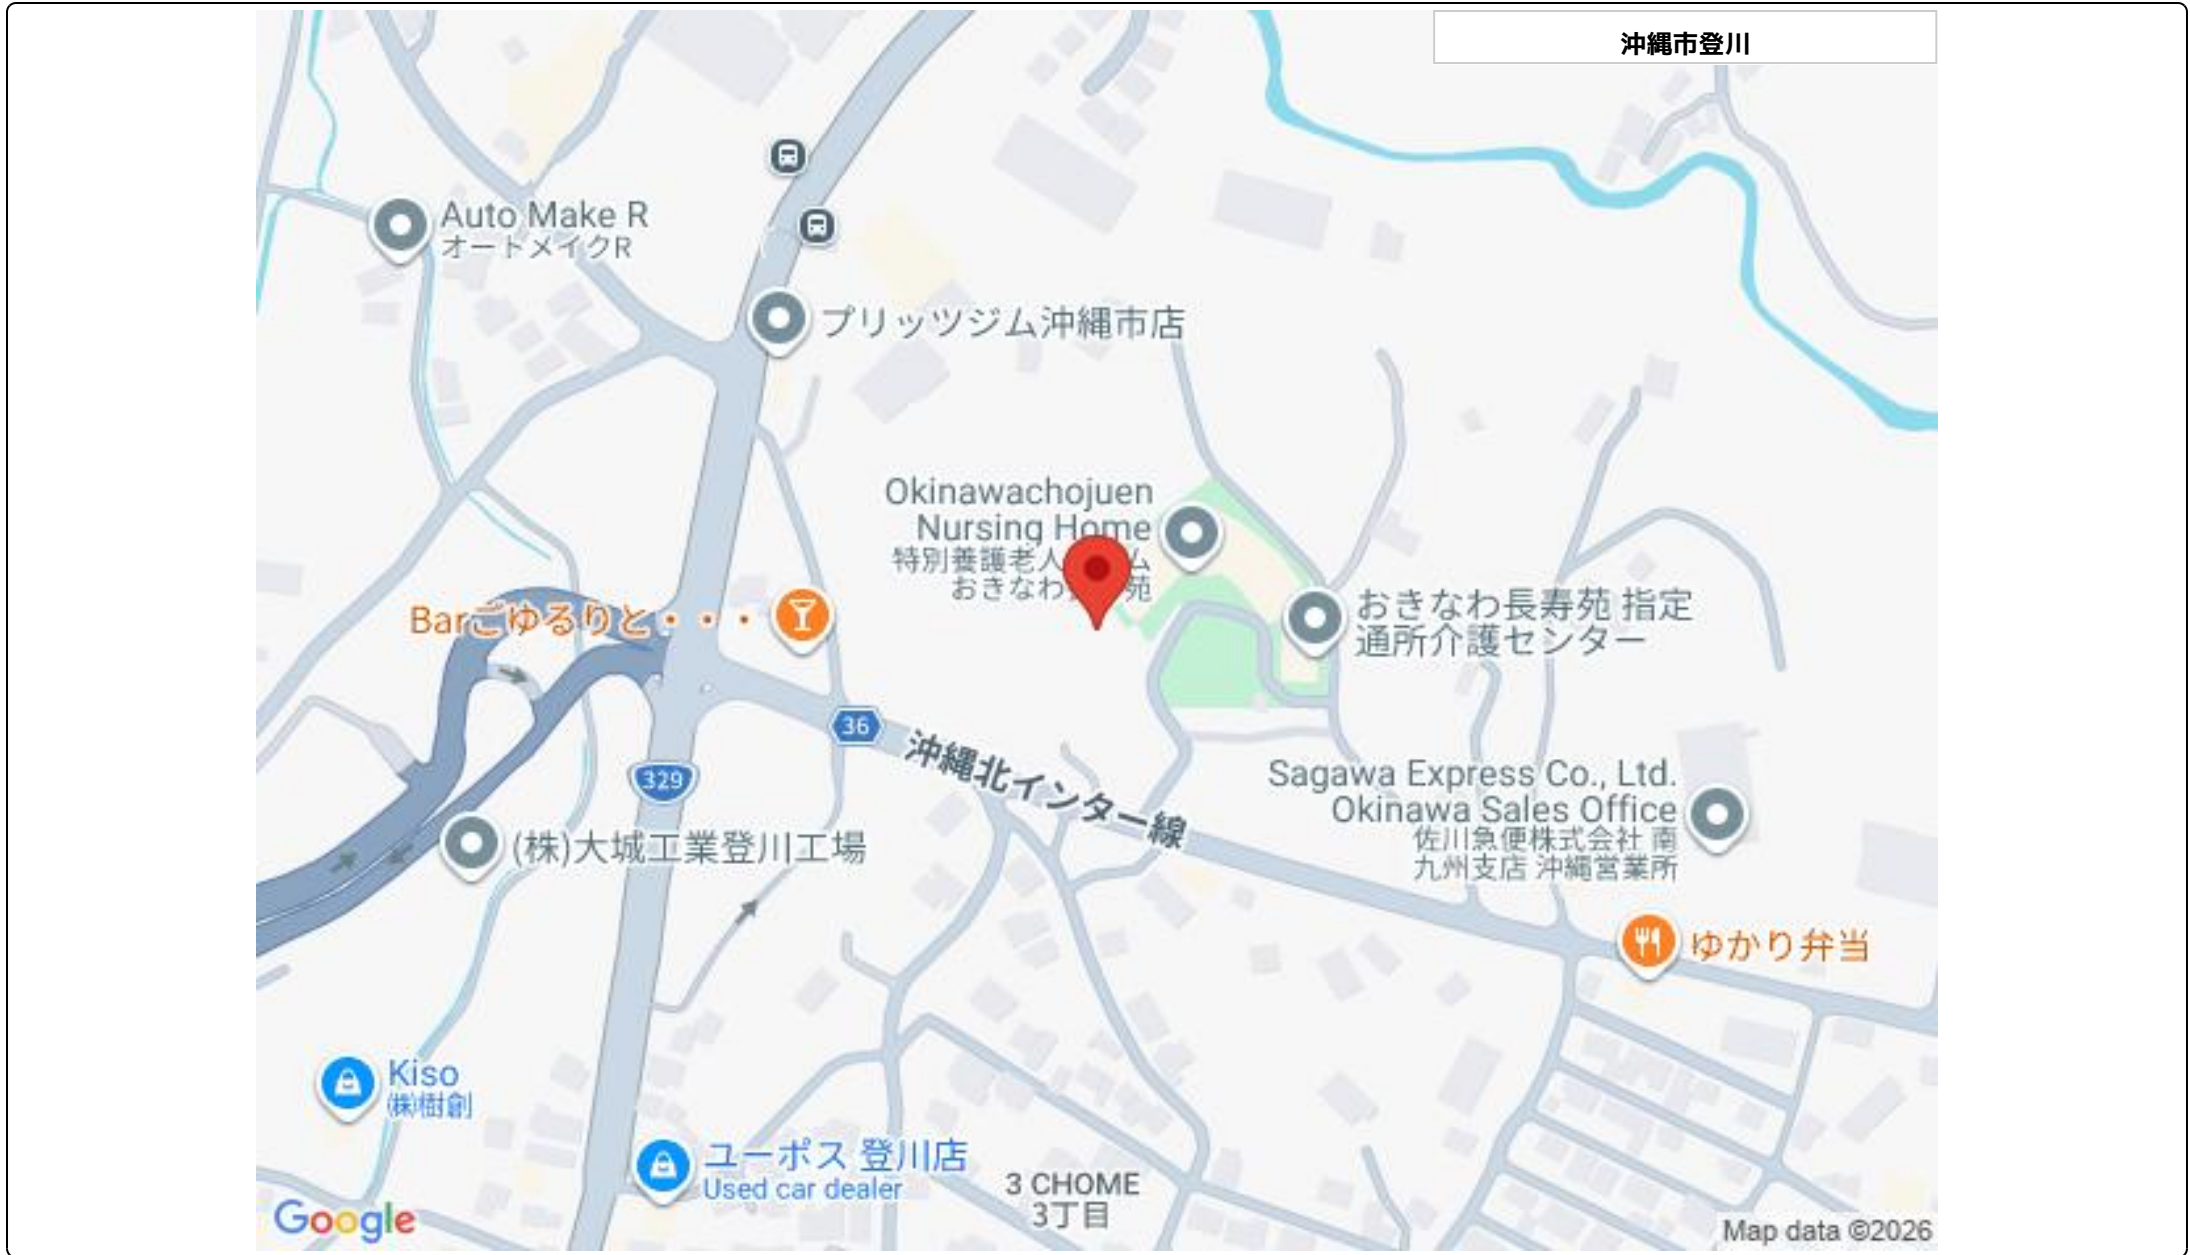 沖縄市登川
Auto Make R
オートメイクR
プリッツジム沖縄市店
Okinawachojuen
Nursing Home
特別養護老人 ム
おきなわ 苑
Barごゆるりと・・・
おきなわ長寿苑 指定
通所介護センター
36
沖縄北インター線
329
Sagawa Express Co., Ltd.
Okinawa Sales Office
佐川急便株式会社 南
九州支店 沖縄営業所
(株)大城工業登川工場
ゆかり弁当
Kiso
㈱樹創
ユーポス 登川店
Used car dealer
3 CHOME
3丁目
Google
Map data ©2026